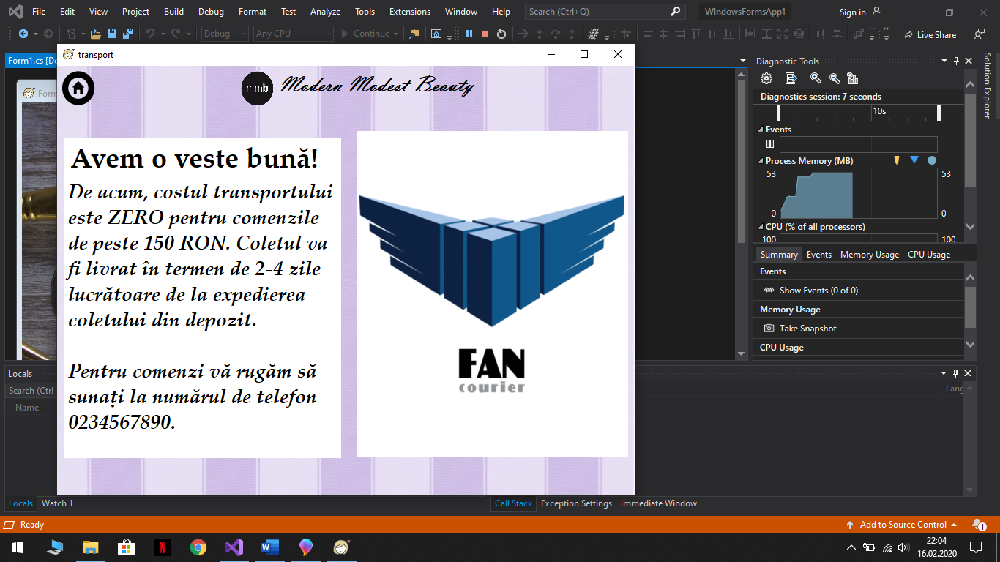 File Edit View Project Build Debug Format Test Analyze Tools Extensions Window Help Search (Ctrl+Q) WindowsFormsApp1 Sign in
Debug Any CPU Continue Live Share
Form1.cs [De
transport
Form
mmb Modern Modest Beauty
Avem o veste bună!
De acum, costul transportului
este ZERO pentru comenzile
de peste 150 RON. Coletul va
fi livrat în termen de 2-4 zile
lucrătoare de la expedierea
coletului din depozit.
Pentru comenzi vă rugăm să
sunați la numărul de telefon
0234567890.
FAN
courier
Diagnostic Tools
Diagnostics session: 7 seconds
10s
Events
Process Memory (MB)
53 53
0 0
CPU (% of all processors)
100 100
Summary Events Memory Usage CPU Usage
Events
Show Events (0 of 0)
Memory Usage
Take Snapshot
CPU Usage
Solution Explorer
Locals
Search (Ctrl+
Name
Lang
Locals Watch 1
Call Stack Exception Settings Immediate Window
Ready
Add to Source Control
1
N
W
22:04
16.02.2020